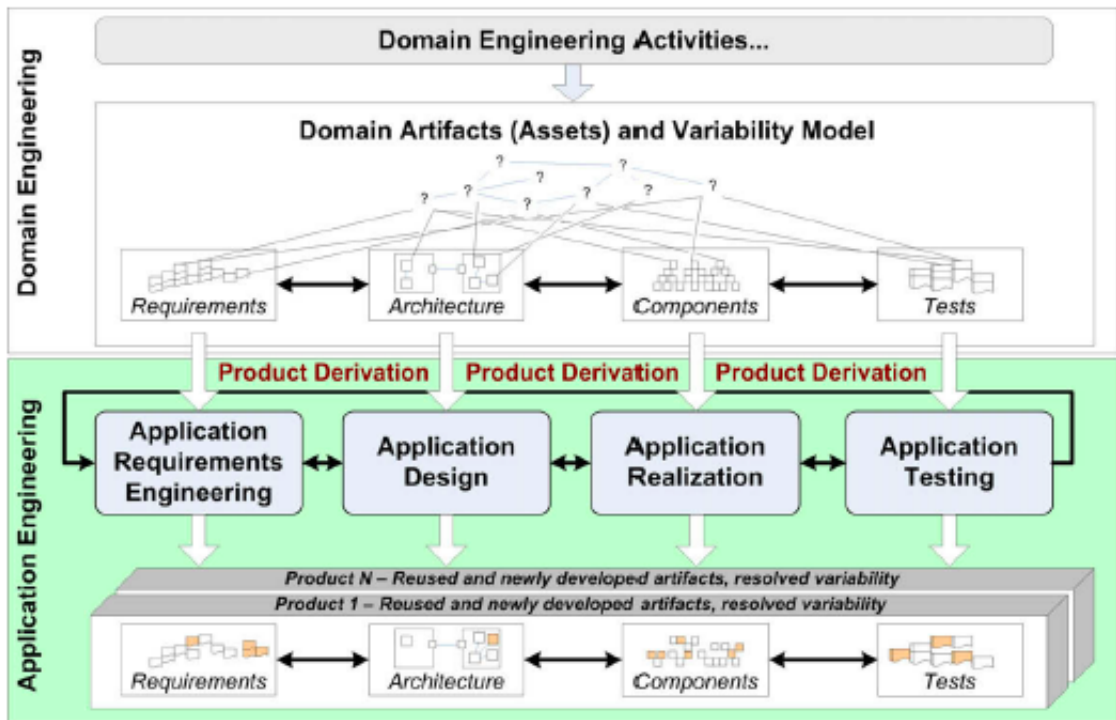 Domain Engineering
Domain Engineering Activities...
Domain Artifacts (Assets) and Variability Model
?
?
?
?
?
?
?
?
?
Requirements
Architecture
Components
Tests
Application Engineering
Product Derivation
Product Derivation
Product Derivation
Application
Requirements
Engineering
Application
Design
Application
Realization
Application
Testing
Product N – Reused and newly developed artifacts, resolved variability
Product 1 – Reused and newly developed artifacts, resolved variability
Requirements
Architecture
Components
Tests